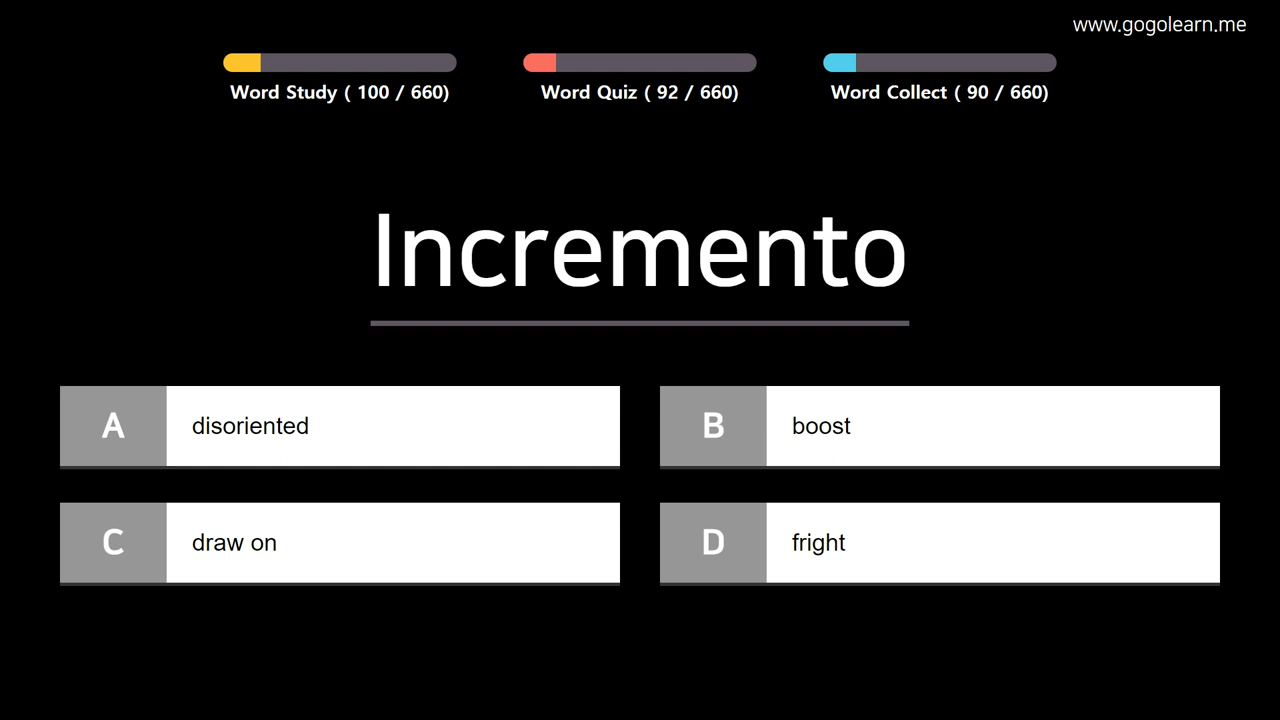 www.gogolearn.me
Word Study ( 100 / 660)
Word Quiz ( 92 / 660)
Word Collect ( 90 / 660)
Incremento
A disoriented
B boost
C draw on
D fright